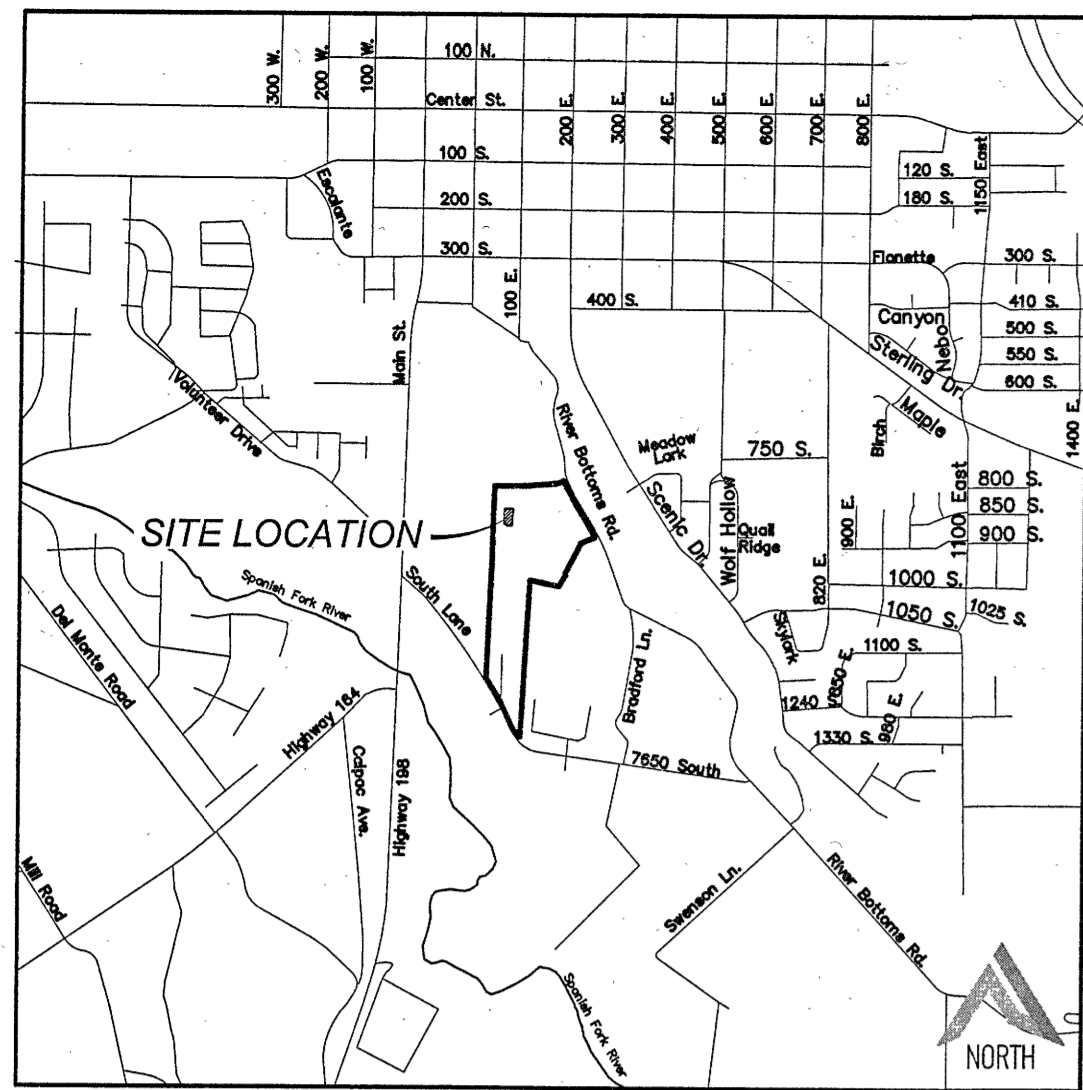 300 W.
200 W.
100 W.
100 N.
Center St.
200 E.
300 E.
400 E.
500 E.
600 E.
700 E.
800 E.
100 S.
120 S.
1150 East
Escalante
200 S.
180 S.
300 S.
Flonette
300 S.
100 E.
400 S.
410 S.
Canyon
Nebo
500 S.
Main St.
Sterling Dr.
550 S.
600 S.
Volunteer Drive
River Bottoms Rd.
Birch
Maple
1400 E.
Meadow
Lark
750 S.
Scenic Dr.
Wolf Hollow
1100 East
800 S.
850 S.
900 E.
SITE LOCATION
Quail
Ridge
900 S.
South Lane
820 E.
1000 S.
Spanish Fork River
1050 S.
1025 S.
Del Monte Road
Skylark
1100 S.
Bradford Ln.
850 E.
1240
980 E.
Highway 164
1330 S.
7650 South
Calpac Ave.
Highway 198
Mill Road
Swenson Ln.
River Bottoms Rd.
Spanish Fork River
NORTH